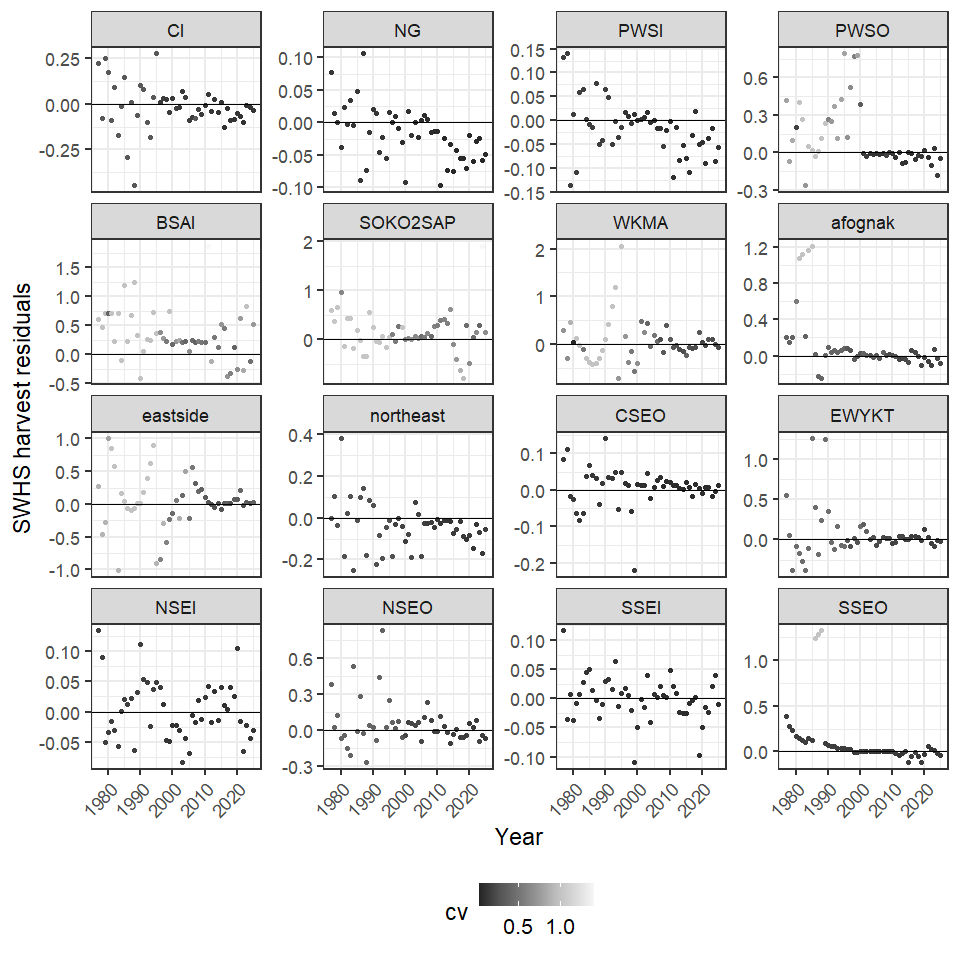 CI NG PWSI PWSO
0.25 0.00 -0.25
0.10 0.05 0.00 -0.05 -0.10
0.15 0.10 0.05 0.00 -0.05 -0.10 -0.15
0.6 0.3 0.0 -0.3
BSAI SOKO2SAP WKMA afognak
1.5 1.0 0.5 0.0 -0.5
2 1 0
2 1 0
1.2 0.8 0.4 0.0
eastside northeast CSEO EWYKT
1.0 0.5 0.0 -0.5 -1.0
0.4 0.2 0.0 -0.2
0.1 0.0 -0.1 -0.2
1.0 0.5 0.0
NSEI NSEO SSEI SSEO
0.10 0.05 0.00 -0.05
0.6 0.3 0.0 -0.3
0.10 0.05 0.00 -0.05 -0.10
1.0 0.5 0.0
1980 1990 2000 2010 2020
1980 1990 2000 2010 2020
1980 1990 2000 2010 2020
1980 1990 2000 2010 2020
SWHS harvest residuals
Year
cv
0.5 1.0